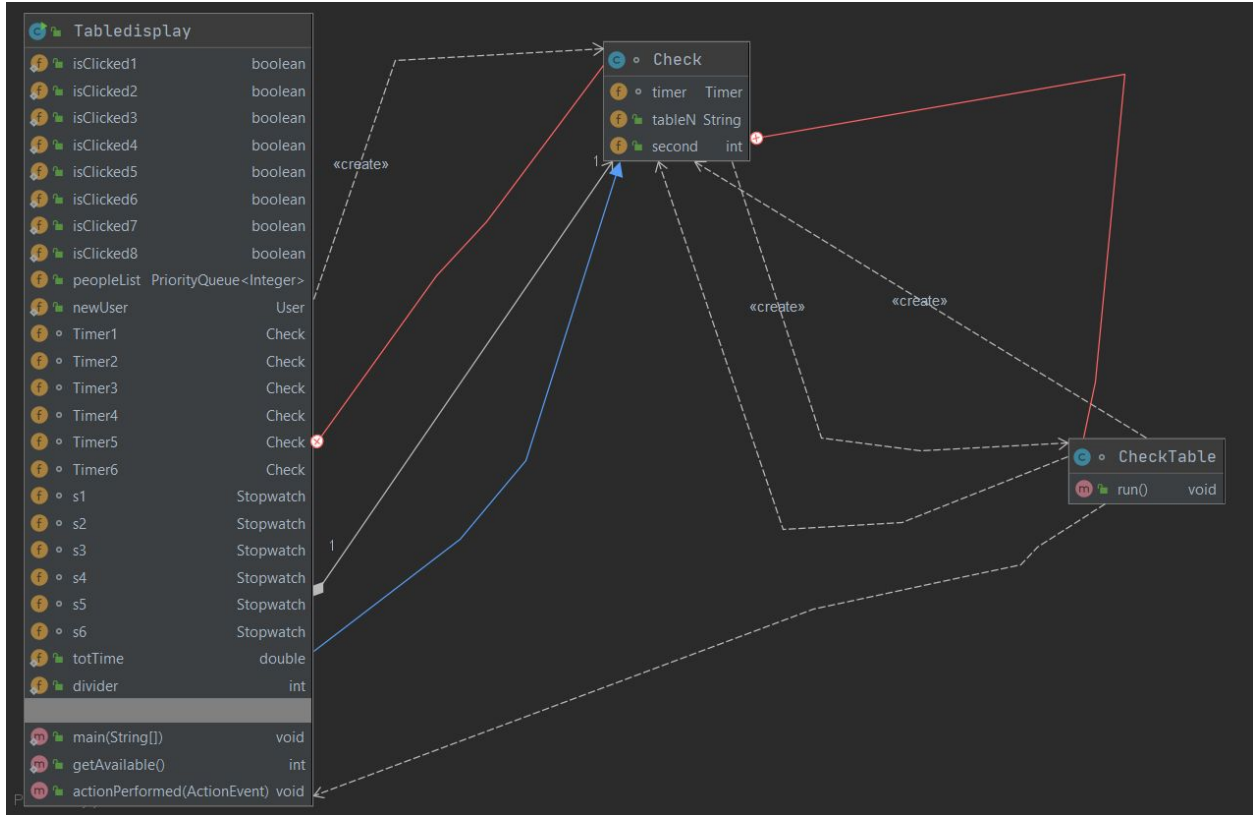 Tabledisplay
isClicked1 boolean
isClicked2 boolean
isClicked3 boolean
isClicked4 boolean
isClicked5 boolean
isClicked6 boolean
isClicked7 boolean
isClicked8 boolean
peopleList PriorityQueue<Integer>
newUser User
Timer1 Check
Timer2 Check
Timer3 Check
Timer4 Check
Timer5 Check
Timer6 Check
s1 Stopwatch
s2 Stopwatch
s3 Stopwatch
s4 Stopwatch
s5 Stopwatch
s6 Stopwatch
totTime double
divider int
main(String[]) void
getAvailable() int
actionPerformed(ActionEvent) void
«create»
1
1
Check
timer Timer
tableN String
second int
«create»
«create»
CheckTable
run() void